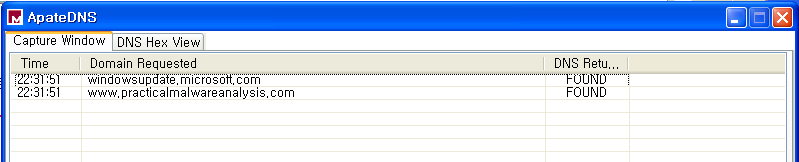 ApateDNS
Capture Window DNS Hex View
Time Domain Requested DNS Retu...
22:31:51 windowsupdate.microsoft.com FOUND
22:31:51 www.practicalmalwareanalysis.com FOUND